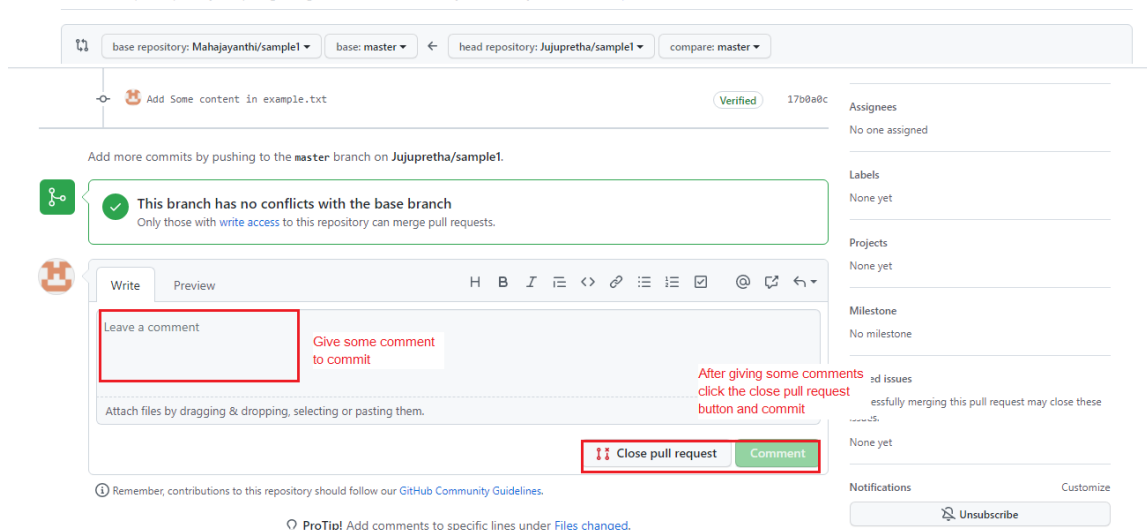 base repository: Mahajayanthi/sample1 base: master ← head repository: Jujupretha/sample1 compare: master
Add Some content in example.txt Verified 17b0a0c
Add more commits by pushing to the master branch on Jujupretha/sample1.
This branch has no conflicts with the base branch
Only those with write access to this repository can merge pull requests.
Write Preview
Leave a comment
Give some comment
to commit
After giving some comments
click the close pull request
button and commit
Attach files by dragging & dropping, selecting or pasting them.
Close pull request Comment
Remember, contributions to this repository should follow our GitHub Community Guidelines.
ProTip! Add comments to specific lines under Files changed.
Assignees
No one assigned
Labels
None yet
Projects
None yet
Milestone
No milestone
issues
merging this pull request may close these
None yet
Notifications Customize
Unsubscribe